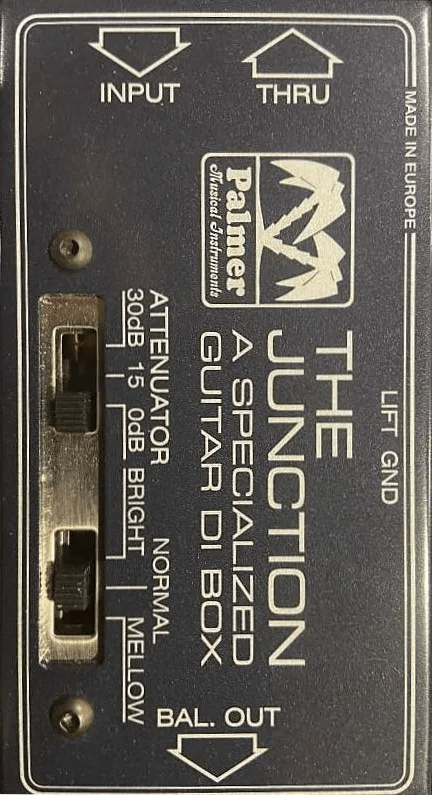 INPUT
THRU
MADE IN EUROPE
Palmer
Musical Instruments
THE
JUNCTION
A SPECIALIZED
GUITAR DI BOX
LIFT GND
ATTENUATOR
30dB 15 0dB
NORMAL
BRIGHT MELLOW
BAL. OUT